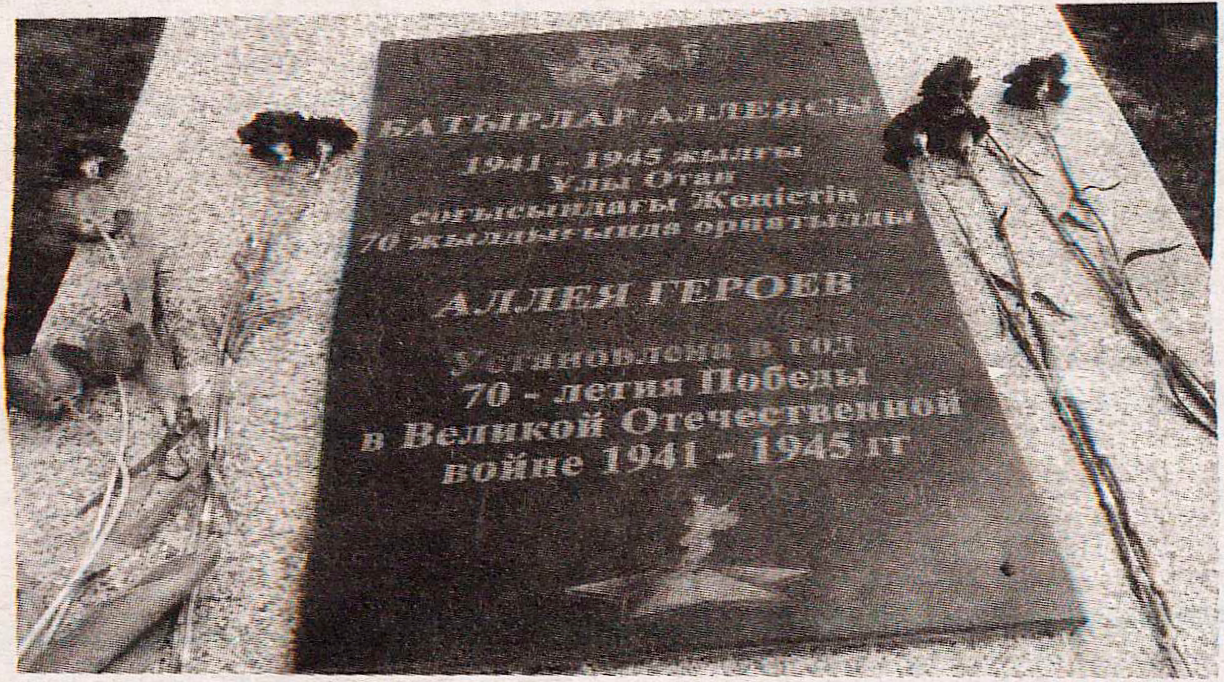 БАТЫРЛАР АЛЛЕЯСЫ
1941 - 1945 жылғы
Ұлы Отан
соғысындағы Жеңістің
70 жылдығында орнатылды
АЛЛЕЯ ГЕРОЕВ
Установлена в год
70 - летия Победы
в Великой Отечественной
войне 1941 - 1945 гг